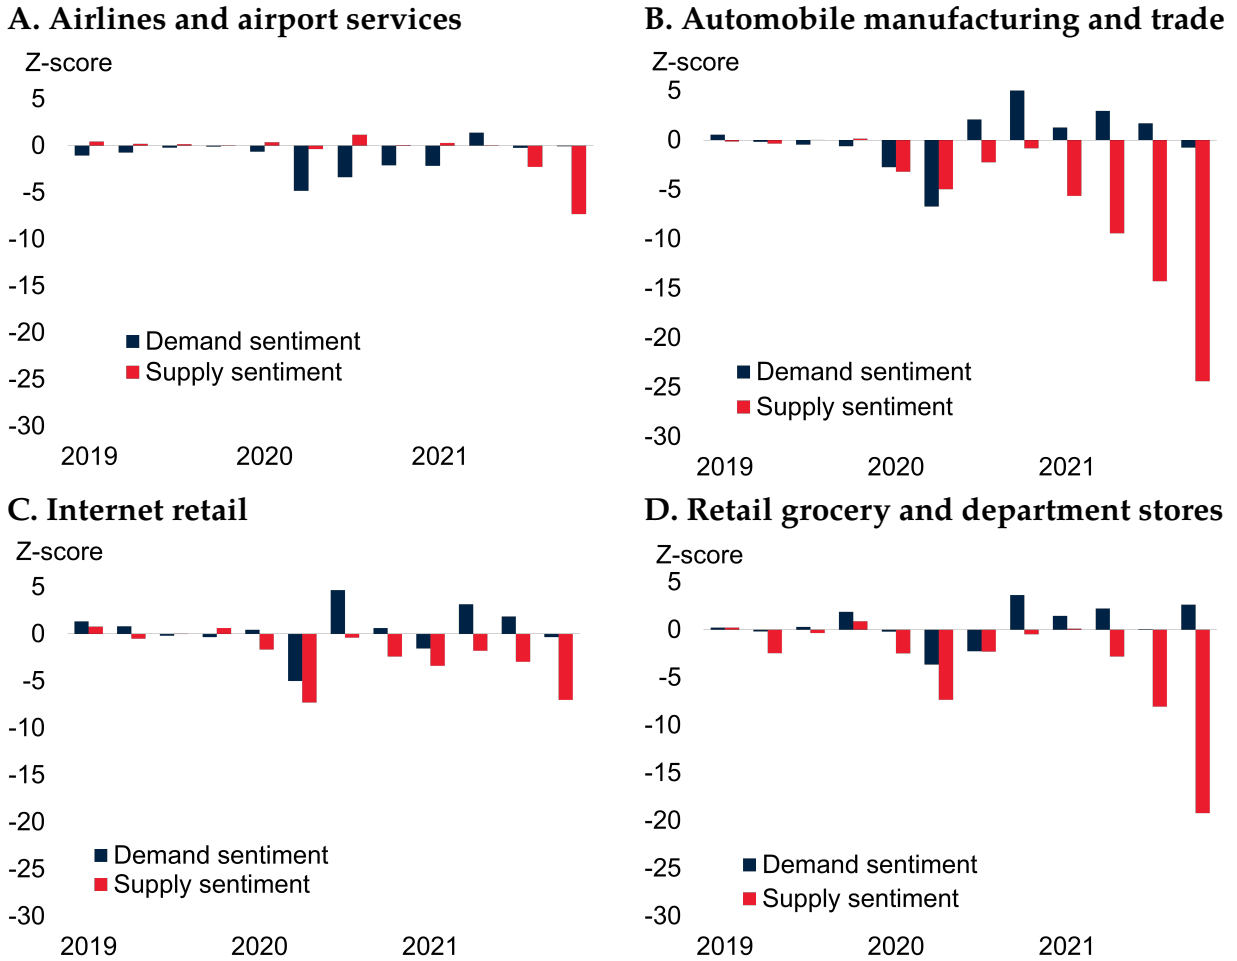 A. Airlines and airport services
Z-score
5
0
-5
-10
-15
-20
-25
-30
Demand sentiment
Supply sentiment
2019 2020 2021
B. Automobile manufacturing and trade
Z-score
5
0
-5
-10
-15
-20
-25
-30
Demand sentiment
Supply sentiment
2019 2020 2021
C. Internet retail
Z-score
5
0
-5
-10
-15
-20
-25
-30
Demand sentiment
Supply sentiment
2019 2020 2021
D. Retail grocery and department stores
Z-score
5
0
-5
-10
-15
-20
-25
-30
Demand sentiment
Supply sentiment
2019 2020 2021